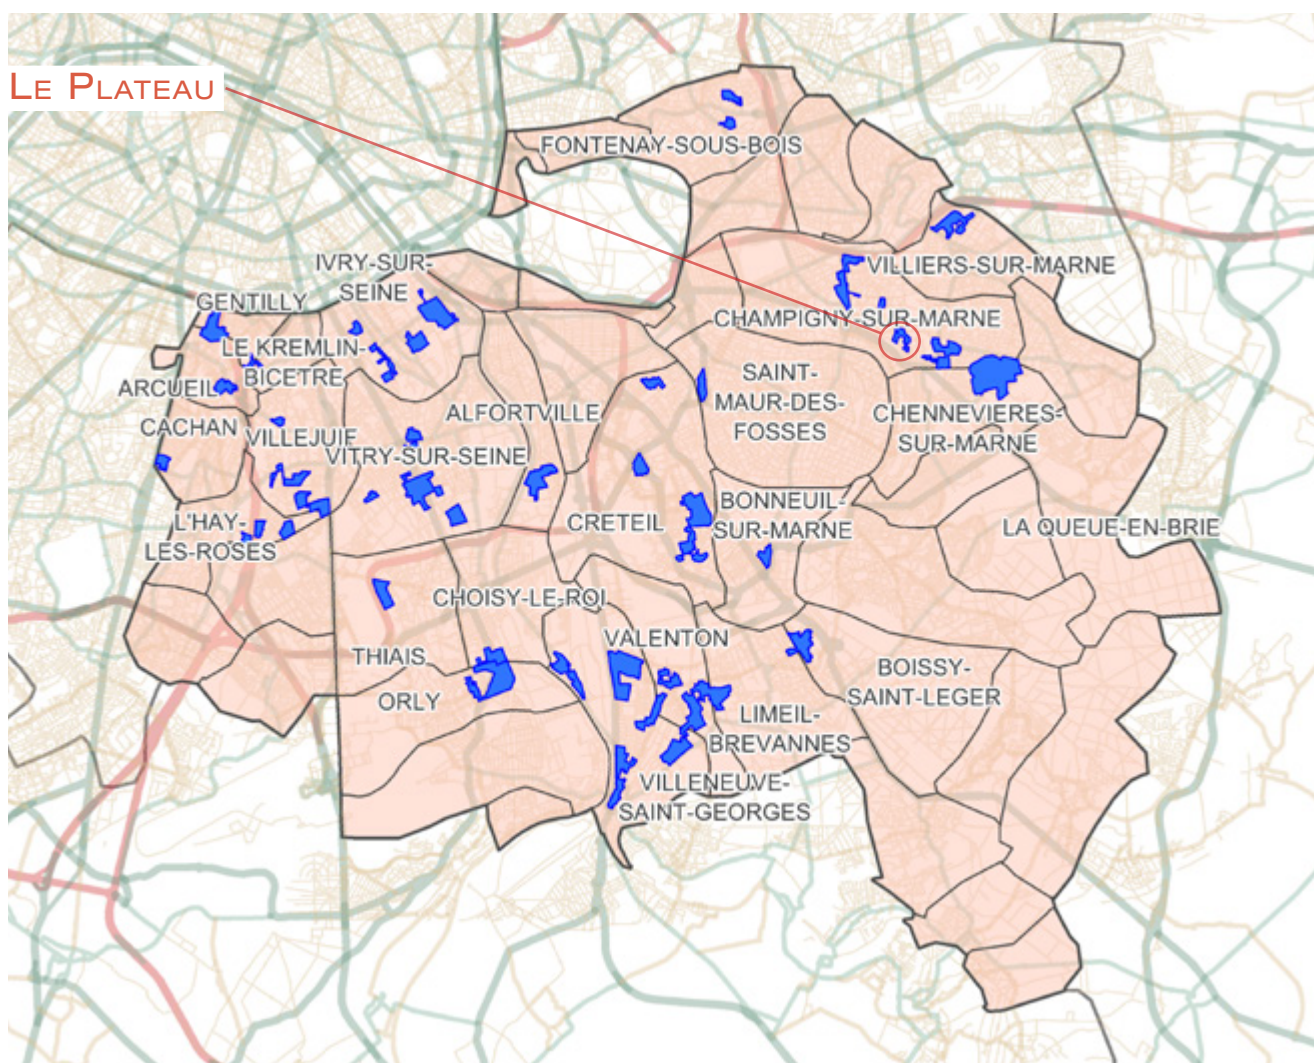 LE PLATEAU
FONTENAY-SOUS-BOIS
IVRY-SUR-
SEINE
GENTILLY
VILLIERS-SUR-MARNE
CHAMPIGNY-SUR-MARNE
LE KREMLIN-
BICETRE
ARCUEIL
SAINT-
MAUR-DES-
FOSSES
CHENNEVIERES-
SUR-MARNE
ALFORTVILLE
CACHAN
VILLEJUIF
VITRY-SUR-SEINE
L'HAY-
LES-ROSES
CRETEIL
BONNEUIL-
SUR-MARNE
LA QUEUE-EN-BRIE
CHOISY-LE-ROI
VALENTON
THIAIS
ORLY
BOISSY-
SAINT-LEGER
LIMEIL-
BREVANNES
VILLENEUVE-
SAINT-GEORGES